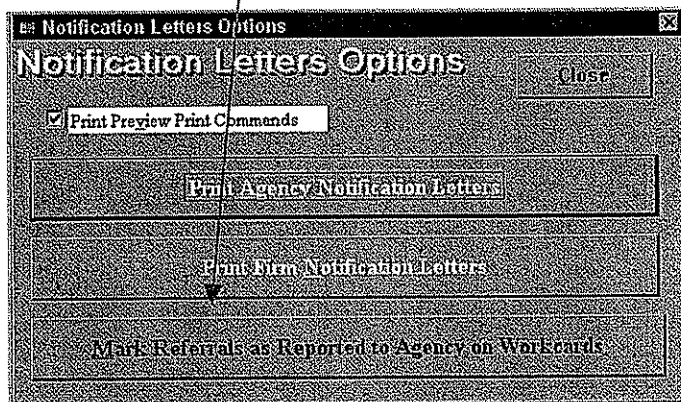 Notification Letters Options
Notification Letters Options
Close
Print Preview Print Commands
Print Agency Notification Letters
Print Firm Notification Letters
Mark Referrals as Reported to Agency on Workcards